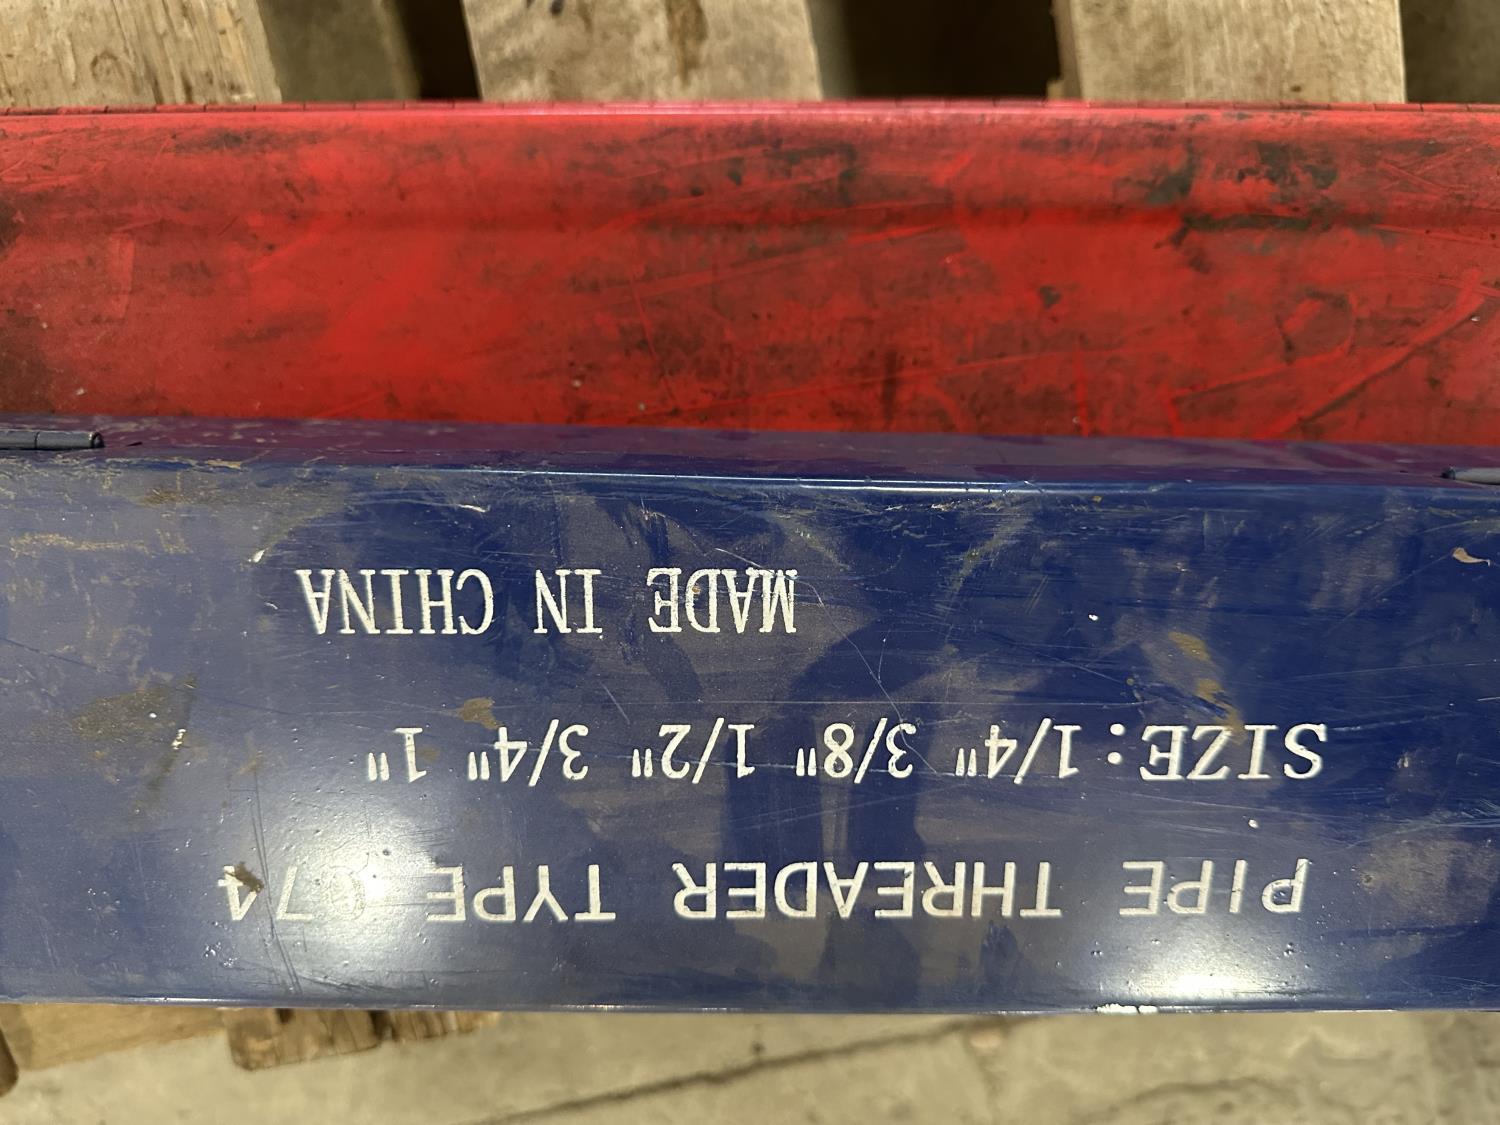 PIPE THREADER TYPE
SIZE:1/4" 3/8" 1/2" 3/4" 1"
MADE IN CHINA